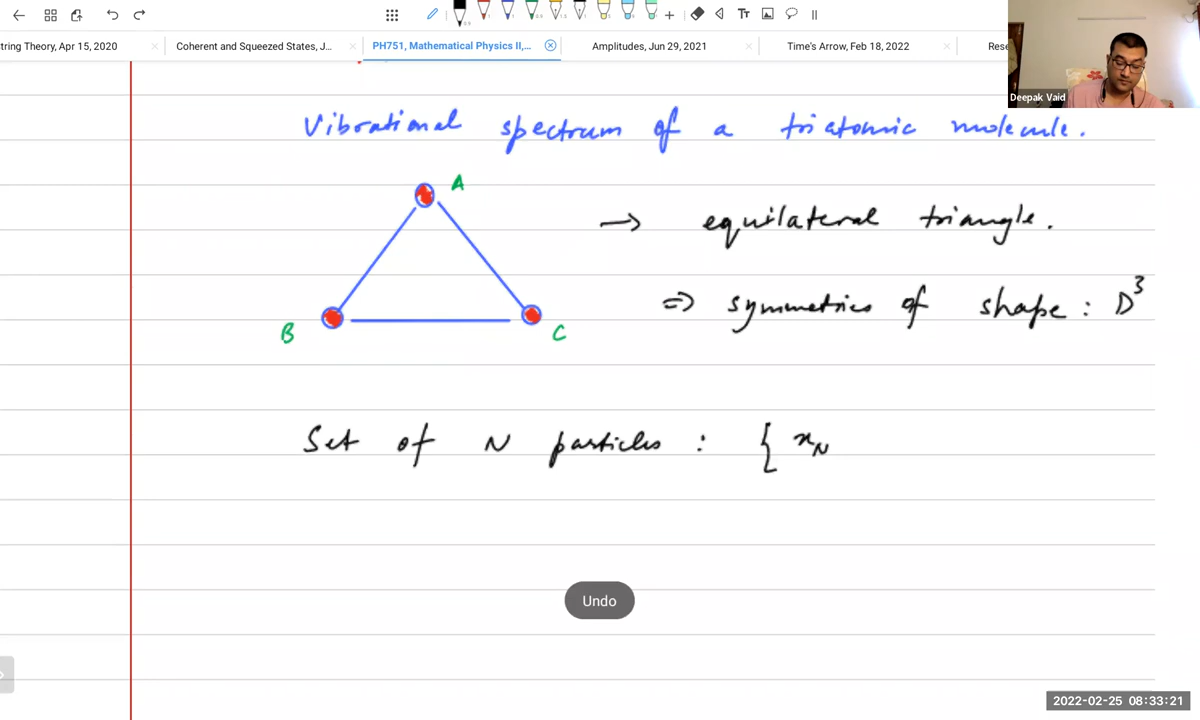 tring Theory, Apr 15, 2020 Coherent and Squeezed States, J... PH751, Mathematical Physics II,... Amplitudes, Jun 29, 2021 Time's Arrow, Feb 18, 2022 Rese
Deepak Vaid
Vibrational spectrum of a triatomic molecule.
A
→ equilateral triangle.
⇒ symmetries of shape : D³
B
C
Set of N particles : { x_N
Undo
2022-02-25 08:33:21